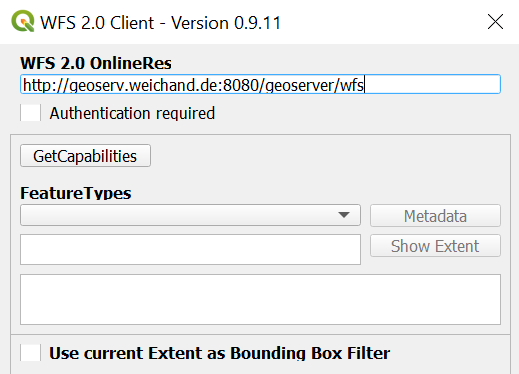 WFS 2.0 Client - Version 0.9.11
WFS 2.0 OnlineRes
http://geoserv.weichand.de:8080/geoserver/wfs
Authentication required
GetCapabilities
FeatureTypes
Metadata
Show Extent
Use current Extent as Bounding Box Filter